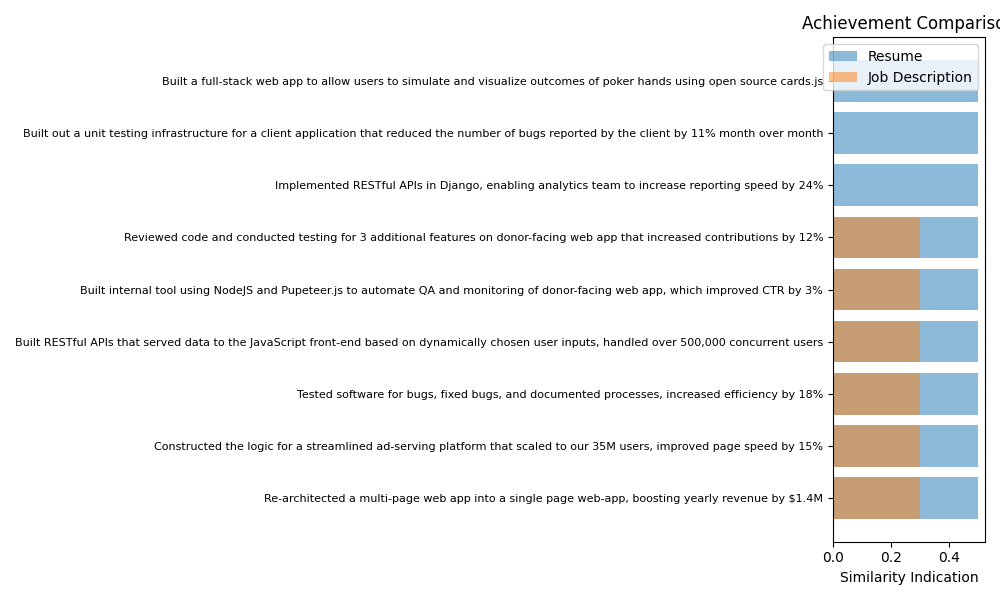 Achievement Comparison
Resume
Job Description
Built a full-stack web app to allow users to simulate and visualize outcomes of poker hands using open source cards.js
Built out a unit testing infrastructure for a client application that reduced the number of bugs reported by the client by 11% month over month
Implemented RESTful APIs in Django, enabling analytics team to increase reporting speed by 24%
Reviewed code and conducted testing for 3 additional features on donor-facing web app that increased contributions by 12%
Built internal tool using NodeJS and Pupeteer.js to automate QA and monitoring of donor-facing web app, which improved CTR by 3%
Built RESTful APIs that served data to the JavaScript front-end based on dynamically chosen user inputs, handled over 500,000 concurrent users
Tested software for bugs, fixed bugs, and documented processes, increased efficiency by 18%
Constructed the logic for a streamlined ad-serving platform that scaled to our 35M users, improved page speed by 15%
Re-architected a multi-page web app into a single page web-app, boosting yearly revenue by $1.4M
0.0 0.2 0.4
Similarity Indication